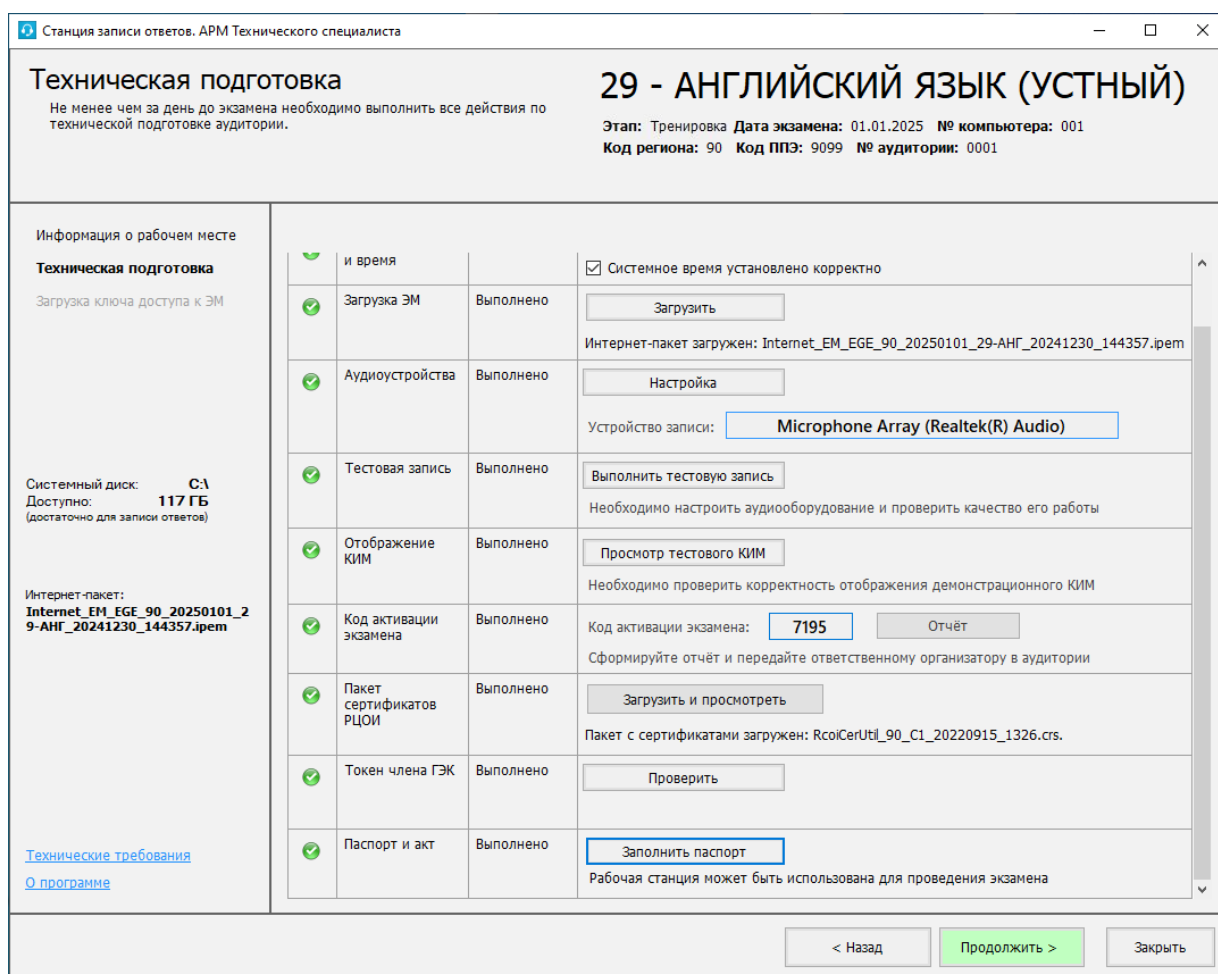 Станция записи ответов. АРМ Технического специалиста
Техническая подготовка
Не менее чем за день до экзамена необходимо выполнить все действия по
технической подготовке аудитории.
29 - АНГЛИЙСКИЙ ЯЗЫК (УСТНЫЙ)
Этап: Тренировка Дата экзамена: 01.01.2025 № компьютера: 001
Код региона: 90 Код ППЭ: 9099 № аудитории: 0001
Информация о рабочем месте
Техническая подготовка
Загрузка ключа доступа к ЭМ
Системный диск: C:\
Доступно: 117 ГБ
(достаточно для записи ответов)
Интернет-пакет:
Internet_EM_EGE_90_20250101_2
9-АНГ_20241230_144357.ipem
Технические требования
О программе
и время
Системное время установлено корректно
Загрузка ЭМ
Выполнено
Загрузить
Интернет-пакет загружен: Internet_EM_EGE_90_20250101_29-АНГ_20241230_144357.ipem
Аудиоустройства
Выполнено
Настройка
Устройство записи: Microphone Array (Realtek(R) Audio)
Тестовая запись
Выполнено
Выполнить тестовую запись
Необходимо настроить аудиооборудование и проверить качество его работы
Отображение
КИМ
Выполнено
Просмотр тестового КИМ
Необходимо проверить корректность отображения демонстрационного КИМ
Код активации
экзамена
Выполнено
Код активации экзамена: 7195 Отчёт
Сформируйте отчёт и передайте ответственному организатору в аудитории
Пакет
сертификатов
РЦОИ
Выполнено
Загрузить и просмотреть
Пакет с сертификатами загружен: RcoiCerUtil_90_C1_20220915_1326.crs.
Токен члена ГЭК
Выполнено
Проверить
Паспорт и акт
Выполнено
Заполнить паспорт
Рабочая станция может быть использована для проведения экзамена
< Назад
Продолжить >
Закрыть